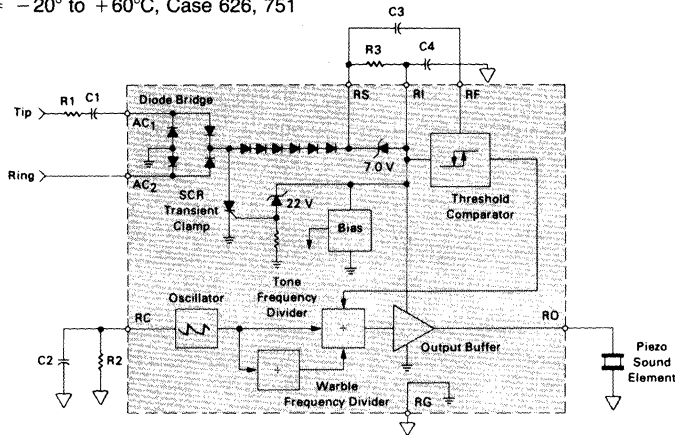 = −20° to +60°C, Case 626, 751
C3
R3
C4
RS
RI
RF
R1
C1
Tip
Diode Bridge
AC1
7.0 V
Ring
AC2
SCR
Transient
Clamp
22 V
Bias
Threshold
Comparator
Tone
Frequency
Divider
Oscillator
RC
÷
RO
Output Buffer
C2
R2
÷
Warble
Frequency Divider
RG
Piezo
Sound
Element